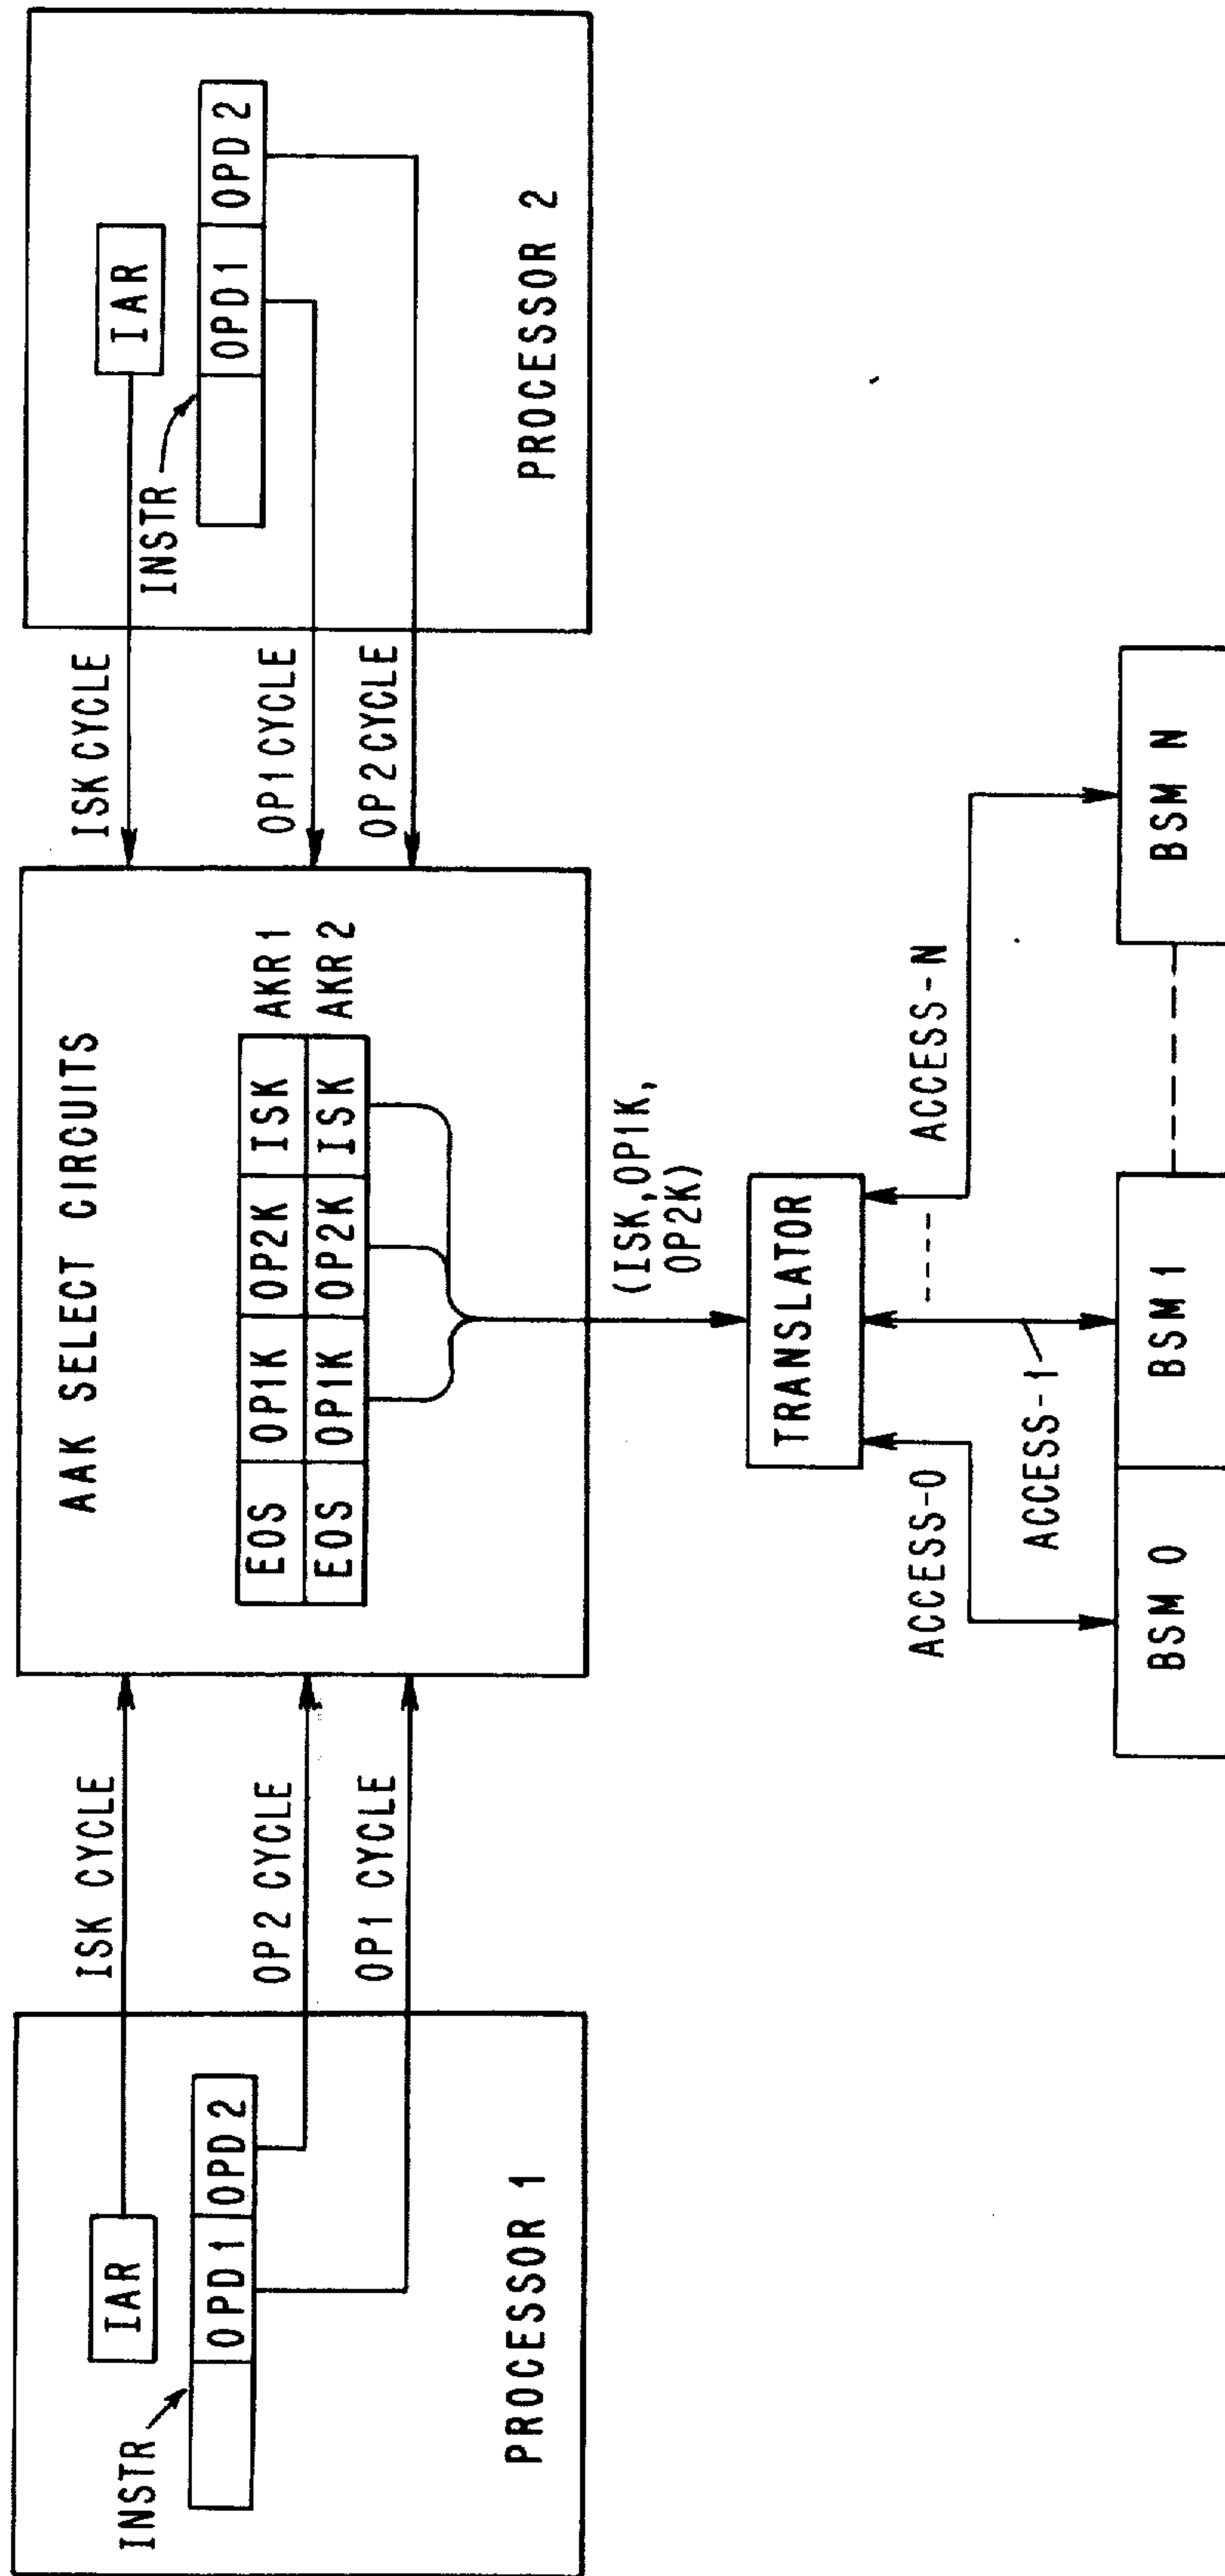 INSTR
IAR
OPD1 OPD2
PROCESSOR 1
ISK CYCLE
OP2 CYCLE
OP1 CYCLE
AAK SELECT CIRCUITS
EOS OP1K OP2K ISK AKR1
EOS OP1K OP2K ISK AKR2
ISK CYCLE
OP1 CYCLE
OP2 CYCLE
INSTR
IAR
OPD1 OPD2
PROCESSOR 2
(ISK,OP1K,
OP2K)
TRANSLATOR
ACCESS-0
ACCESS-1
ACCESS-N
BSM 0
BSM 1
BSM N